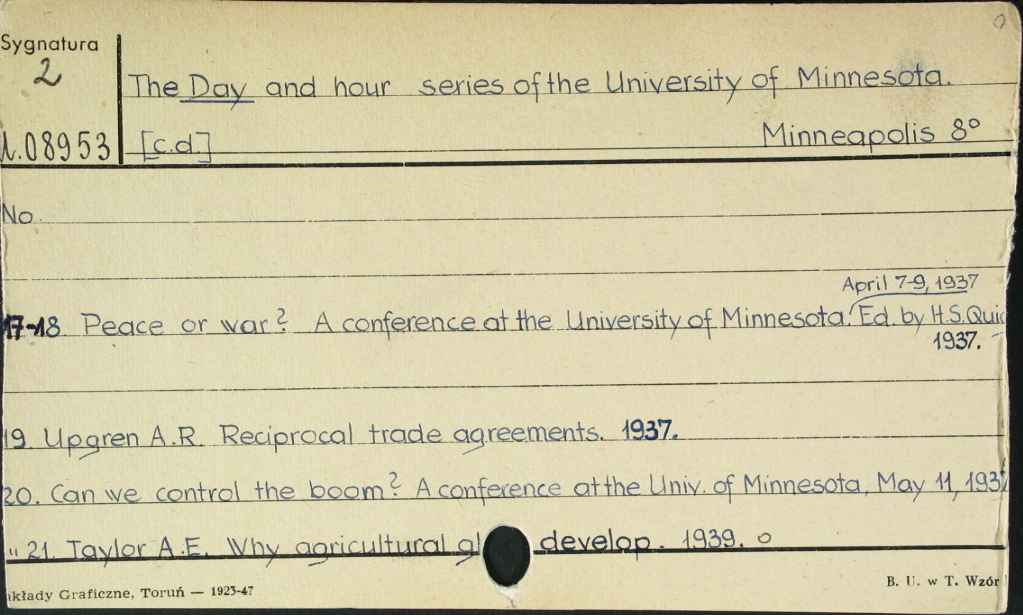 Sygnatura
2
The Day and hour series of the University of Minnesota.
08953 [c.d.] Minneapolis 8°
No
April 7-9, 1937
17-18 Peace or war? A conference at the University of Minnesota. Ed. by H.S.
1937.
19. Upgren A.R. Reciprocal trade agreements. 1937.
20. Can we control the boom? A conference at the Univ. of Minnesota, May 11, 1937
" 21. Taylor A.E. Why agricultural develop. 1939.
kłady Graficzne, Toruń — 1923-47
B. U. w T. Wzór